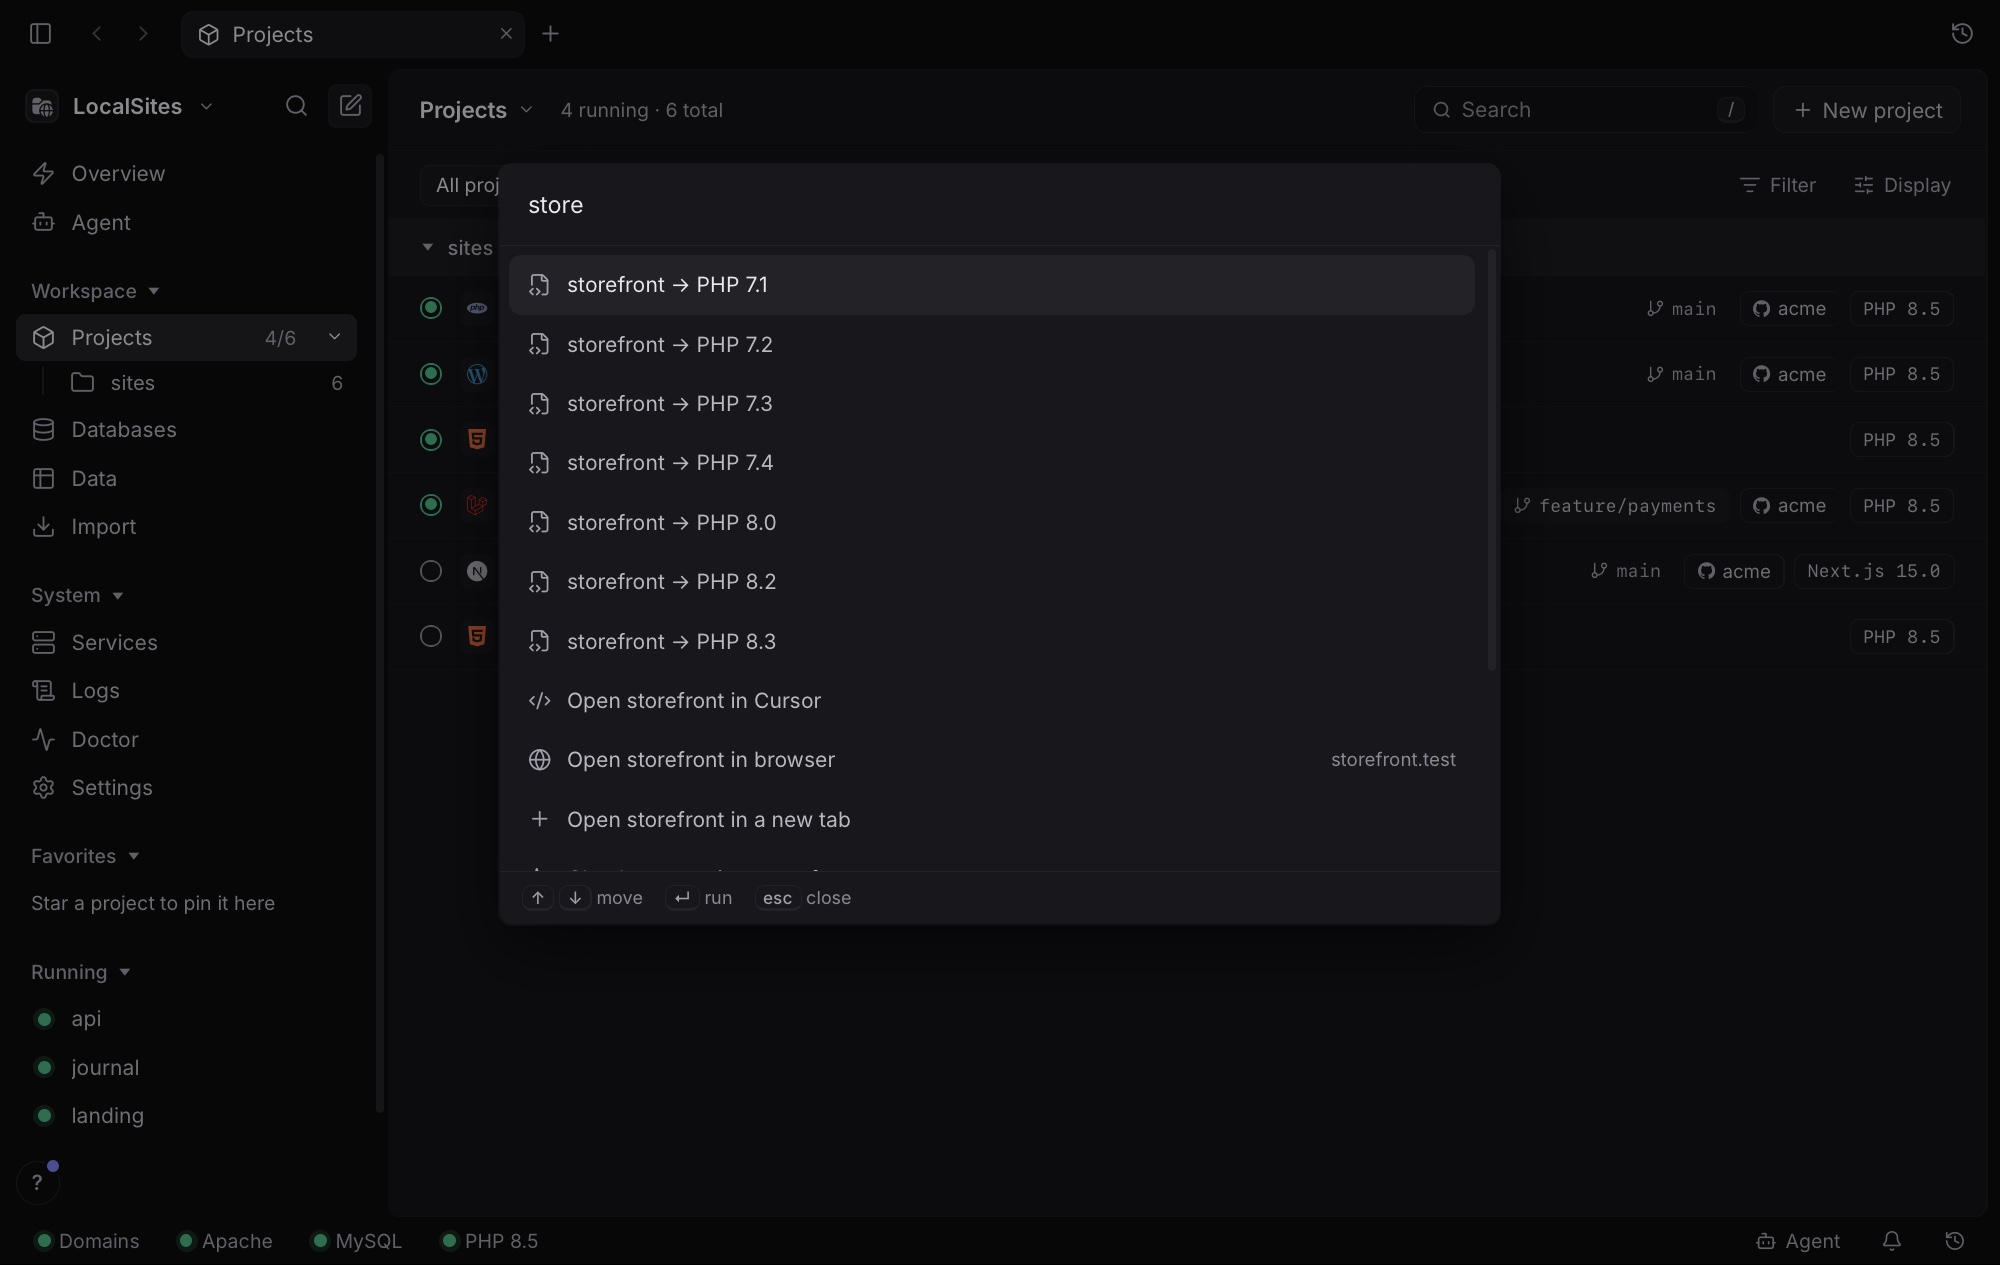 Projects
LocalSites
Overview
Agent
Workspace
Projects 4/6
sites 6
Databases
Data
Import
System
Services
Logs
Doctor
Settings
Favorites
Star a project to pin it here
Running
api
journal
landing
?
Projects 4 running · 6 total
Search /
New project
All proj
Filter
Display
sites
php
main acme PHP 8.5
main acme PHP 8.5
PHP 8.5
feature/payments acme PHP 8.5
main acme Next.js 15.0
PHP 8.5
store
storefront → PHP 7.1
storefront → PHP 7.2
storefront → PHP 7.3
storefront → PHP 7.4
storefront → PHP 8.0
storefront → PHP 8.2
storefront → PHP 8.3
Open storefront in Cursor
Open storefront in browser storefront.test
Open storefront in a new tab
↑ ↓ move ↵ run esc close
Domains Apache MySQL PHP 8.5
Agent